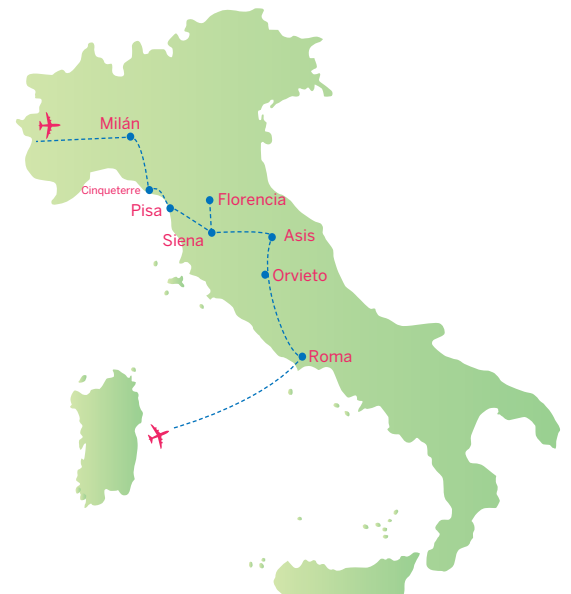 Milán
Cinqueterre
Pisa
Florencia
Siena
Asis
Orvieto
Roma